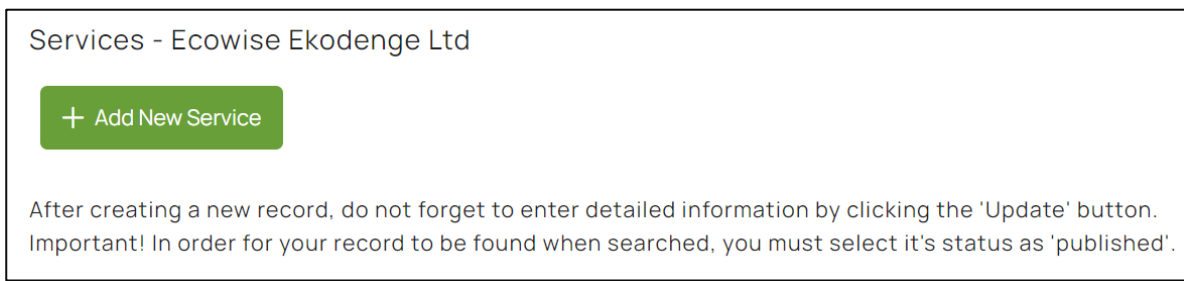 Services - Ecowise Ekodenge Ltd
+ Add New Service
After creating a new record, do not forget to enter detailed information by clicking the 'Update' button.
Important! In order for your record to be found when searched, you must select it's status as 'published'.